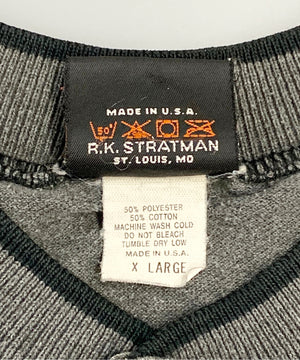 MADE IN U.S.A.
50°
R.K. STRATMAN
ST. LOUIS, MO
50% POLYESTER
50% COTTON
MACHINE WASH COLD
DO NOT BLEACH
TUMBLE DRY LOW
MADE IN U.S.A.
X LARGE